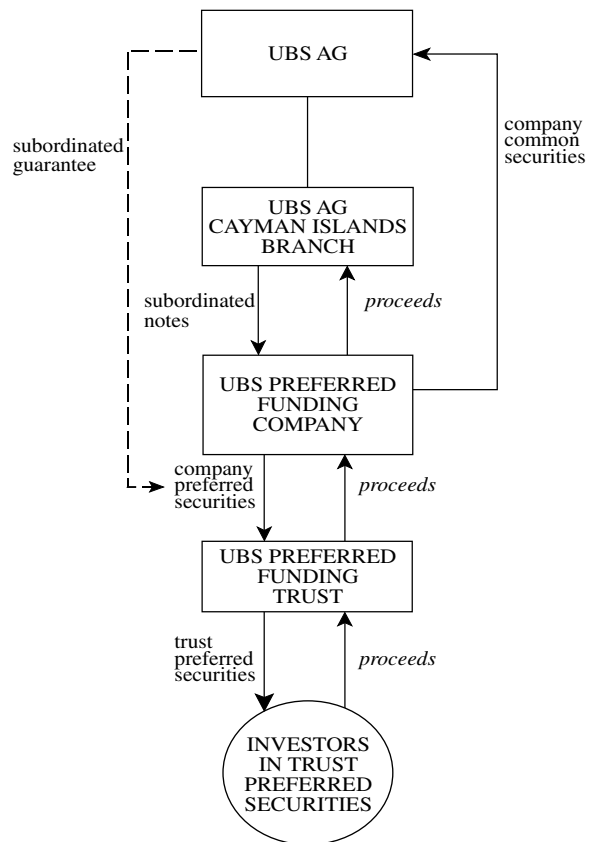 UBS AG
subordinated
guarantee
company
common
securities
UBS AG
CAYMAN ISLANDS
BRANCH
subordinated
notes
proceeds
UBS PREFERRED
FUNDING
COMPANY
company
preferred
securities
proceeds
UBS PREFERRED
FUNDING
TRUST
trust
preferred
securities
proceeds
INVESTORS
IN TRUST
PREFERRED
SECURITIES